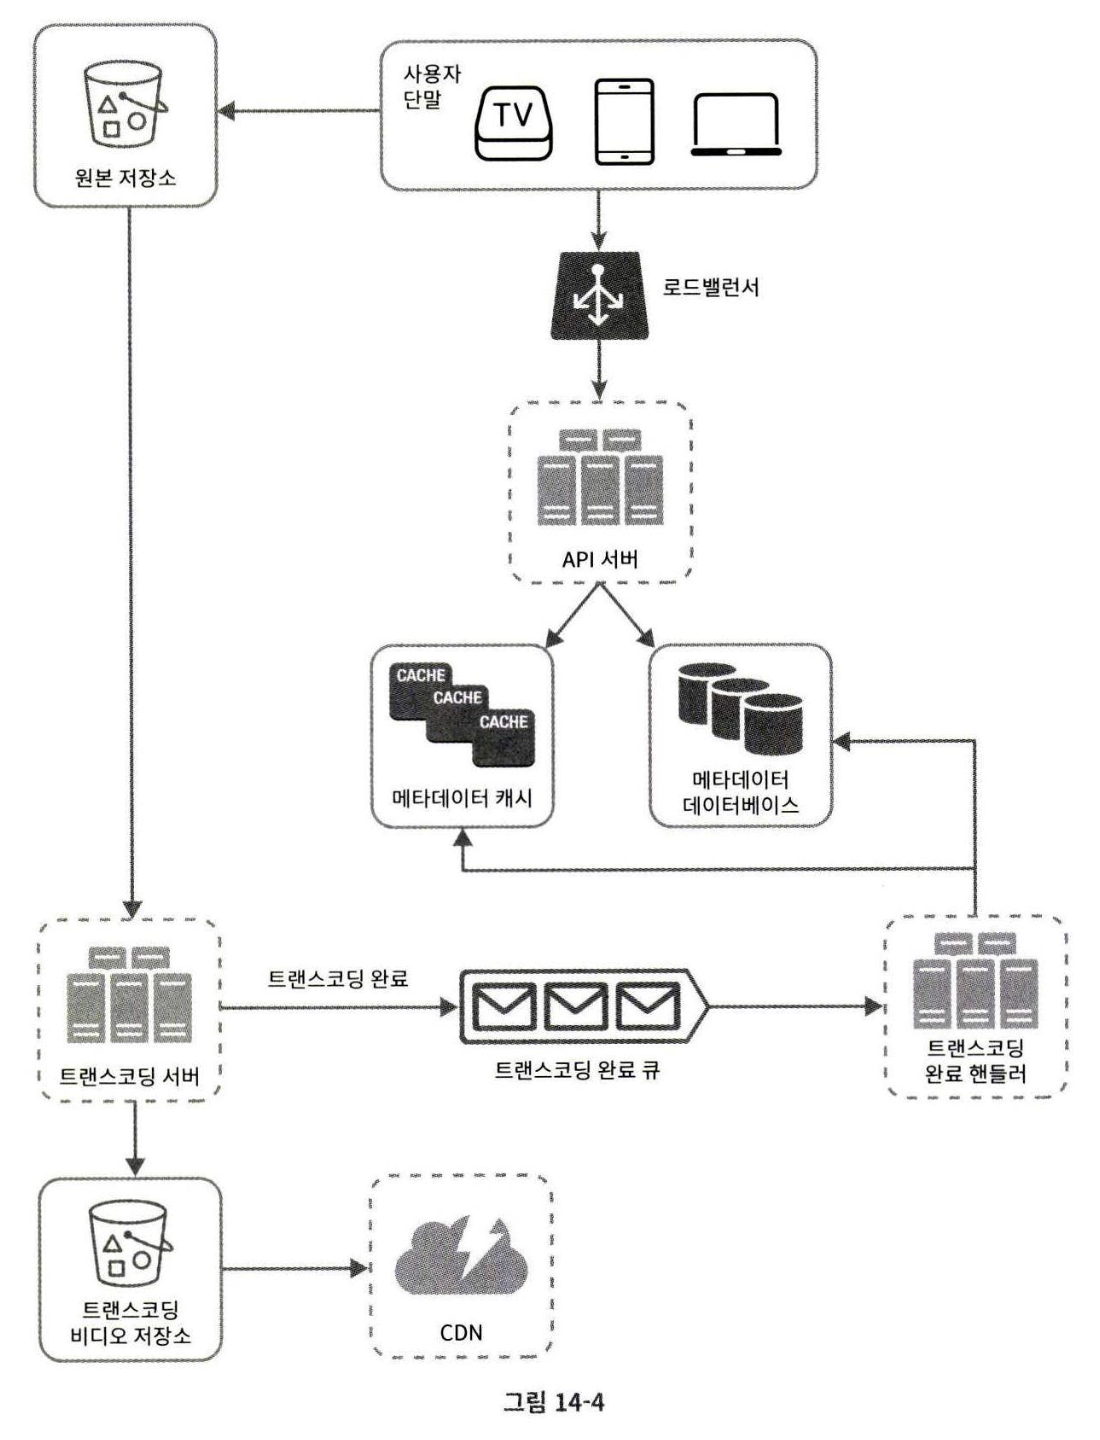 사용자
단말
TV
원본 저장소
로드밸런서
API 서버
CACHE
CACHE
CACHE
메타데이터 캐시
메타데이터
데이터베이스
트랜스코딩 서버
트랜스코딩 완료
트랜스코딩 완료 큐
트랜스코딩
완료 핸들러
트랜스코딩
비디오 저장소
CDN
그림 14-4